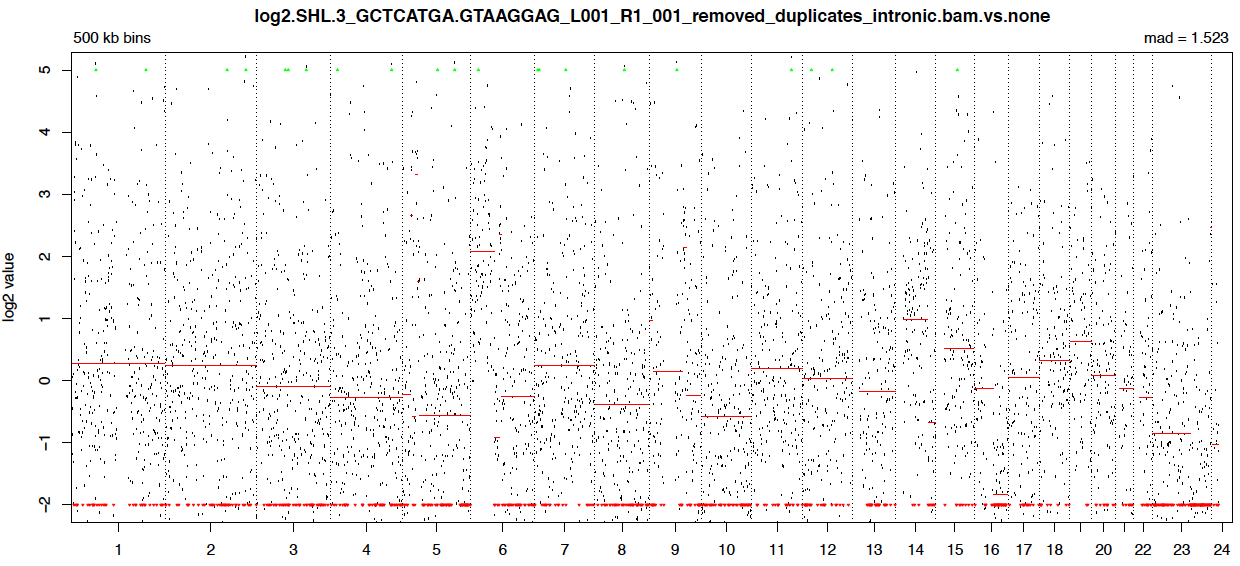 log2.SHL.3_GCTCATGA.GTAAGGAG_L001_R1_001_removed_duplicates_intronic.bam.vs.none
500 kb bins
mad = 1.523
log2 value
5
4
3
2
1
0
-1
-2
1 2 3 4 5 6 7 8 9 10 11 12 13 14 15 16 17 18 20 22 23 24